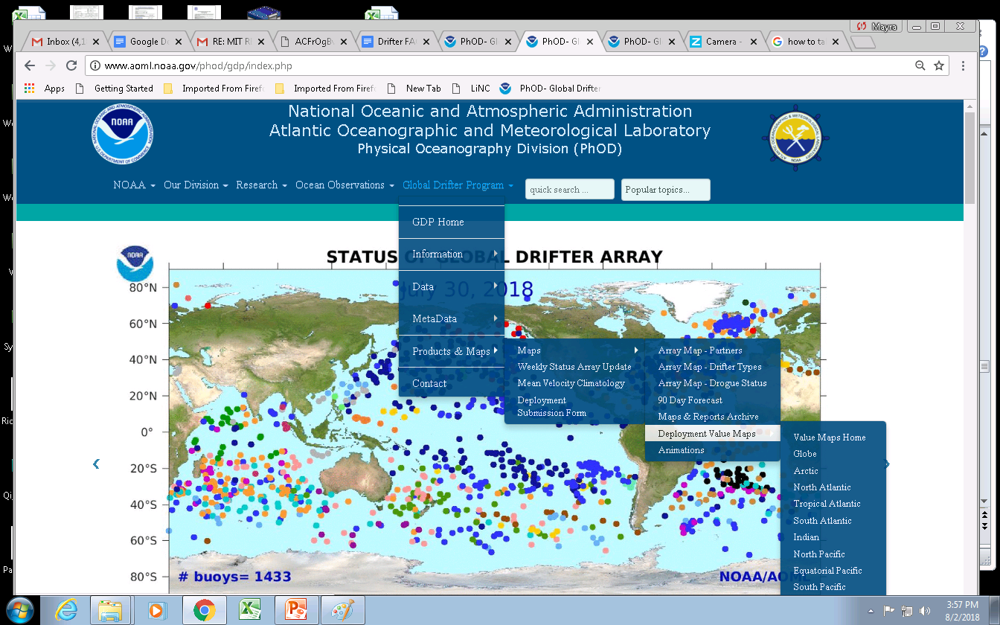 Mayra
Inbox (4,1
Google D
RE: MIT R
ACFrOgB
Drifter FA
PhOD- Gl
PhOD- Gl
PhOD- Gl
Camera -
how to ta
www.aoml.noaa.gov/phod/gdp/index.php
Apps
Getting Started
Imported From Firef
Imported From Firef
New Tab
LiNC
PhOD- Global Drifter
NOAA
National Oceanic and Atmospheric Administration
Atlantic Oceanographic and Meteorological Laboratory
Physical Oceanography Division (PhOD)
NOAA
Our Division
Research
Ocean Observations
Global Drifter Program
quick search ...
Popular topics...
GDP Home
Information
Data
MetaData
Products & Maps
Contact
Maps
Weekly Status Array Update
Mean Velocity Climatology
Deployment
Submission Form
Array Map - Partners
Array Map - Drifter Types
Array Map - Drogue Status
90 Day Forecast
Maps & Reports Archive
Deployment Value Maps
Animations
Value Maps Home
Globe
Arctic
North Atlantic
Tropical Atlantic
South Atlantic
Indian
North Pacific
Equatorial Pacific
South Pacific
STATUS OF GLOBAL DRIFTER ARRAY
July 30, 2018
80°N
60°N
40°N
20°N
0°
20°S
40°S
60°S
80°S
# buoys= 1433
NOAA/AOML
3:57 PM
8/2/2018